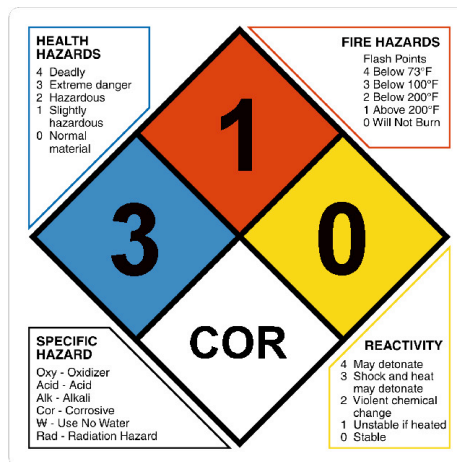 HEALTH
HAZARDS
4 Deadly
3 Extreme danger
2 Hazardous
1 Slightly
hazardous
0 Normal
material
FIRE HAZARDS
Flash Points
4 Below 73°F
3 Below 100°F
2 Below 200°F
1 Above 200°F
0 Will Not Burn
1
3
0
COR
SPECIFIC
HAZARD
Oxy - Oxidizer
Acid - Acid
Alk - Alkali
Cor - Corrosive
W̶ - Use No Water
Rad - Radiation Hazard
REACTIVITY
4 May detonate
3 Shock and heat
may detonate
2 Violent chemical
change
1 Unstable if heated
0 Stable